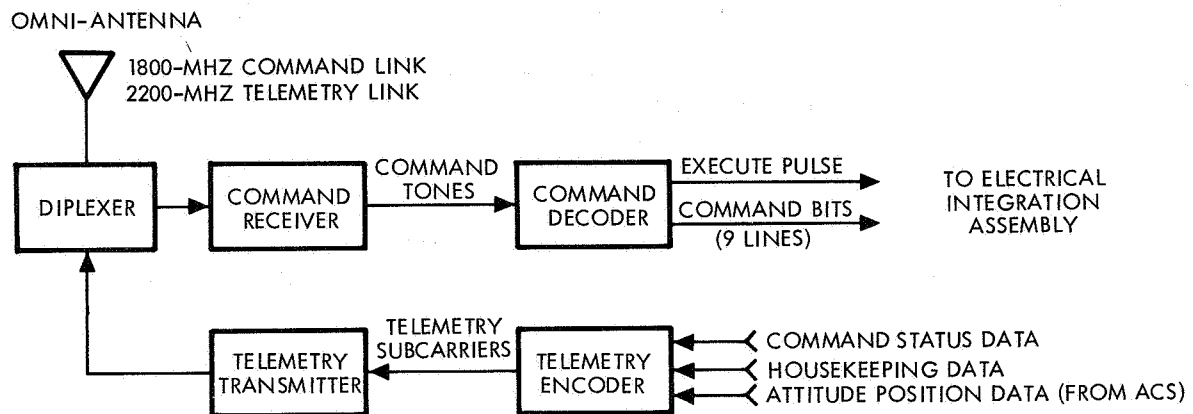 OMNI-ANTENNA
1800-MHZ COMMAND LINK
2200-MHZ TELEMETRY LINK
DIPLEXER
COMMAND
RECEIVER
COMMAND
TONES
COMMAND
DECODER
EXECUTE PULSE
COMMAND BITS
(9 LINES)
TO ELECTRICAL
INTEGRATION
ASSEMBLY
TELEMETRY
TRANSMITTER
TELEMETRY
SUBCARRIERS
TELEMETRY
ENCODER
COMMAND STATUS DATA
HOUSEKEEPING DATA
ATTITUDE POSITION DATA (FROM ACS)